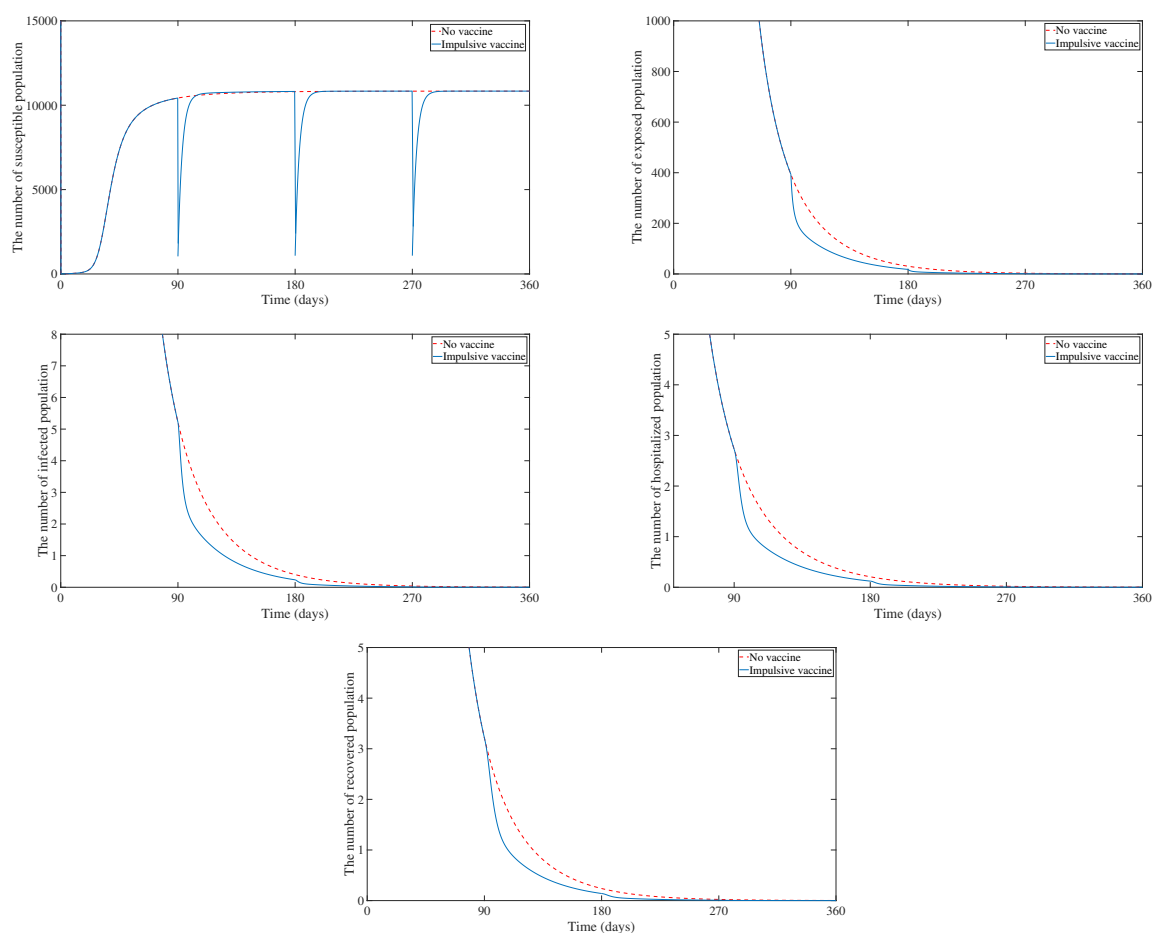 The number of susceptible population
15000
10000
5000
0
0
90
180
270
360
Time (days)
No vaccine
Impulsive vaccine
The number of exposed population
1000
800
600
400
200
0
0
90
180
270
360
Time (days)
No vaccine
Impulsive vaccine
The number of infected population
8
7
6
5
4
3
2
1
0
0
90
180
270
360
Time (days)
No vaccine
Impulsive vaccine
The number of hospitalized population
5
4
3
2
1
0
90
180
270
360
Time (days)
No vaccine
Impulsive vaccine
The number of recovered population
5
4
3
2
1
0
0
90
180
270
360
Time (days)
No vaccine
Impulsive vaccine